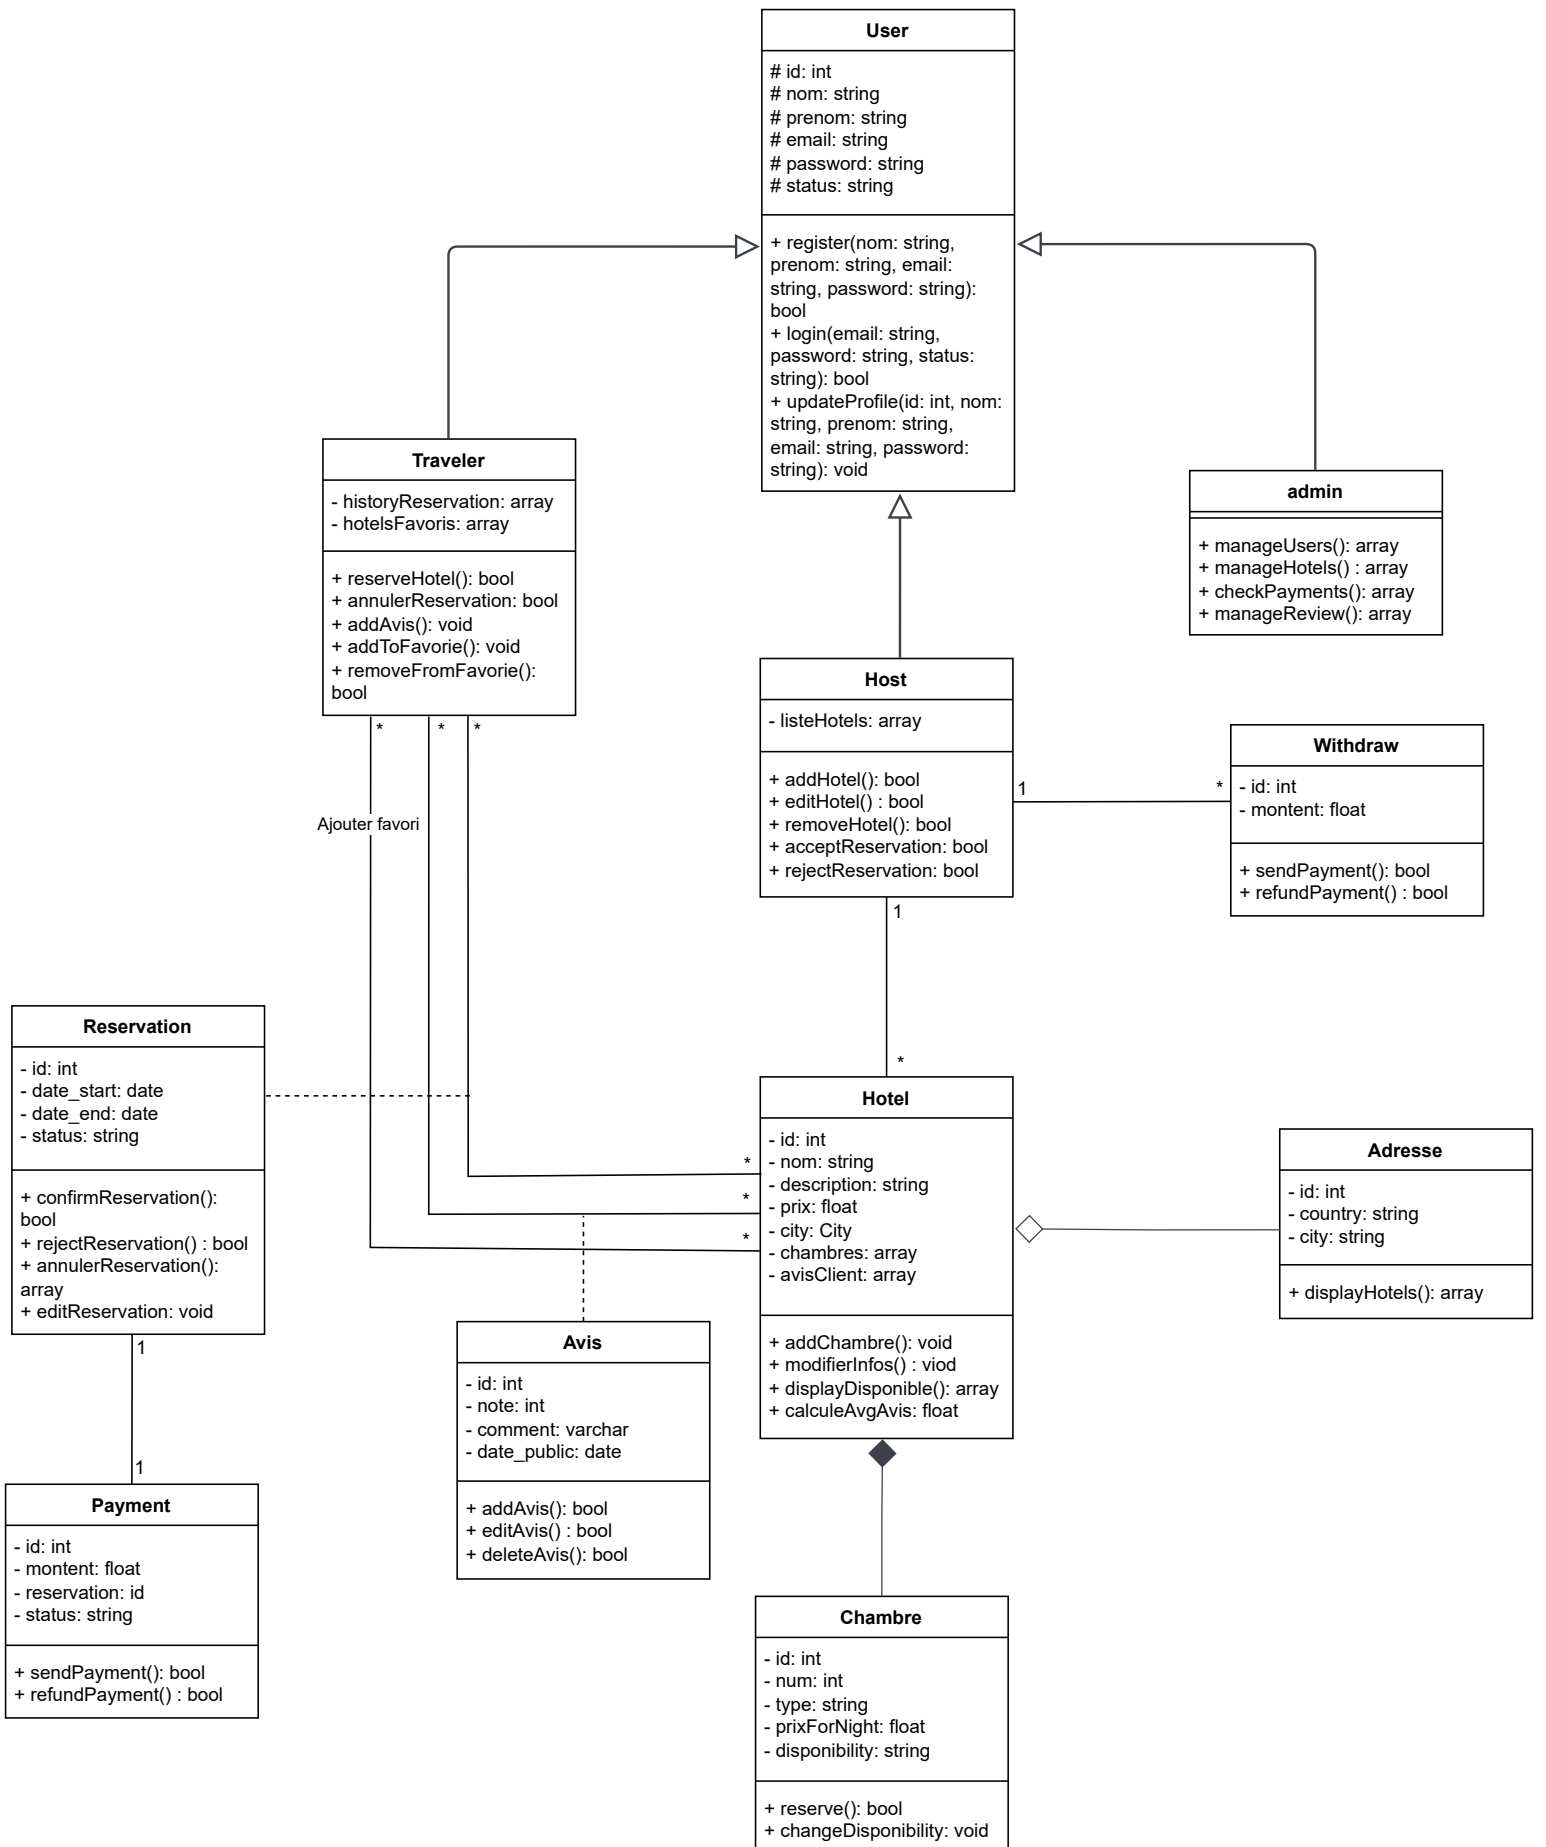 User
# id: int
# nom: string
# prenom: string
# email: string
# password: string
# status: string
+ register(nom: string,
prenom: string, email:
string, password: string):
bool
+ login(email: string,
password: string, status:
string): bool
+ updateProfile(id: int, nom:
string, prenom: string,
email: string, password:
string): void
Traveler
- historyReservation: array
- hotelsFavoris: array
+ reserveHotel(): bool
+ annulerReservation: bool
+ addAvis(): void
+ addToFavorie(): void
+ removeFromFavorie():
bool
* * *
Ajouter favori
admin
+ manageUsers(): array
+ manageHotels() : array
+ checkPayments(): array
+ manageReview(): array
Host
- listeHotels: array
+ addHotel(): bool
+ editHotel() : bool
+ removeHotel(): bool
+ acceptReservation: bool
+ rejectReservation: bool
1
*
Withdraw
- id: int
- montent: float
+ sendPayment(): bool
+ refundPayment() : bool
1
*
Reservation
- id: int
- date_start: date
- date_end: date
- status: string
+ confirmReservation():
bool
+ rejectReservation() : bool
+ annulerReservation():
array
+ editReservation: void
1
1
Hotel
- id: int
- nom: string
- description: string
- prix: float
- city: City
- chambres: array
- avisClient: array
+ addChambre(): void
+ modifierInfos() : viod
+ displayDisponible(): array
+ calculeAvgAvis: float
*
*
*
Adresse
- id: int
- country: string
- city: string
+ displayHotels(): array
Avis
- id: int
- note: int
- comment: varchar
- date_public: date
+ addAvis(): bool
+ editAvis() : bool
+ deleteAvis(): bool
Payment
- id: int
- montent: float
- reservation: id
- status: string
+ sendPayment(): bool
+ refundPayment() : bool
Chambre
- id: int
- num: int
- type: string
- prixForNight: float
- disponibility: string
+ reserve(): bool
+ changeDisponibility: void